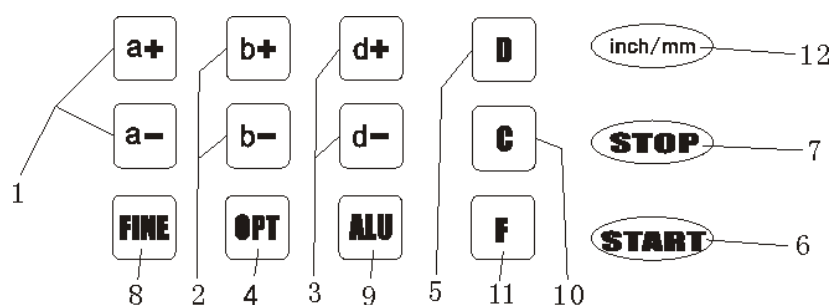 a+ b+ d+ D inch/mm
12
a- b- d- C STOP
7
1
FINE OPT ALU F START
6
8 2 4 3 9 5 11 10